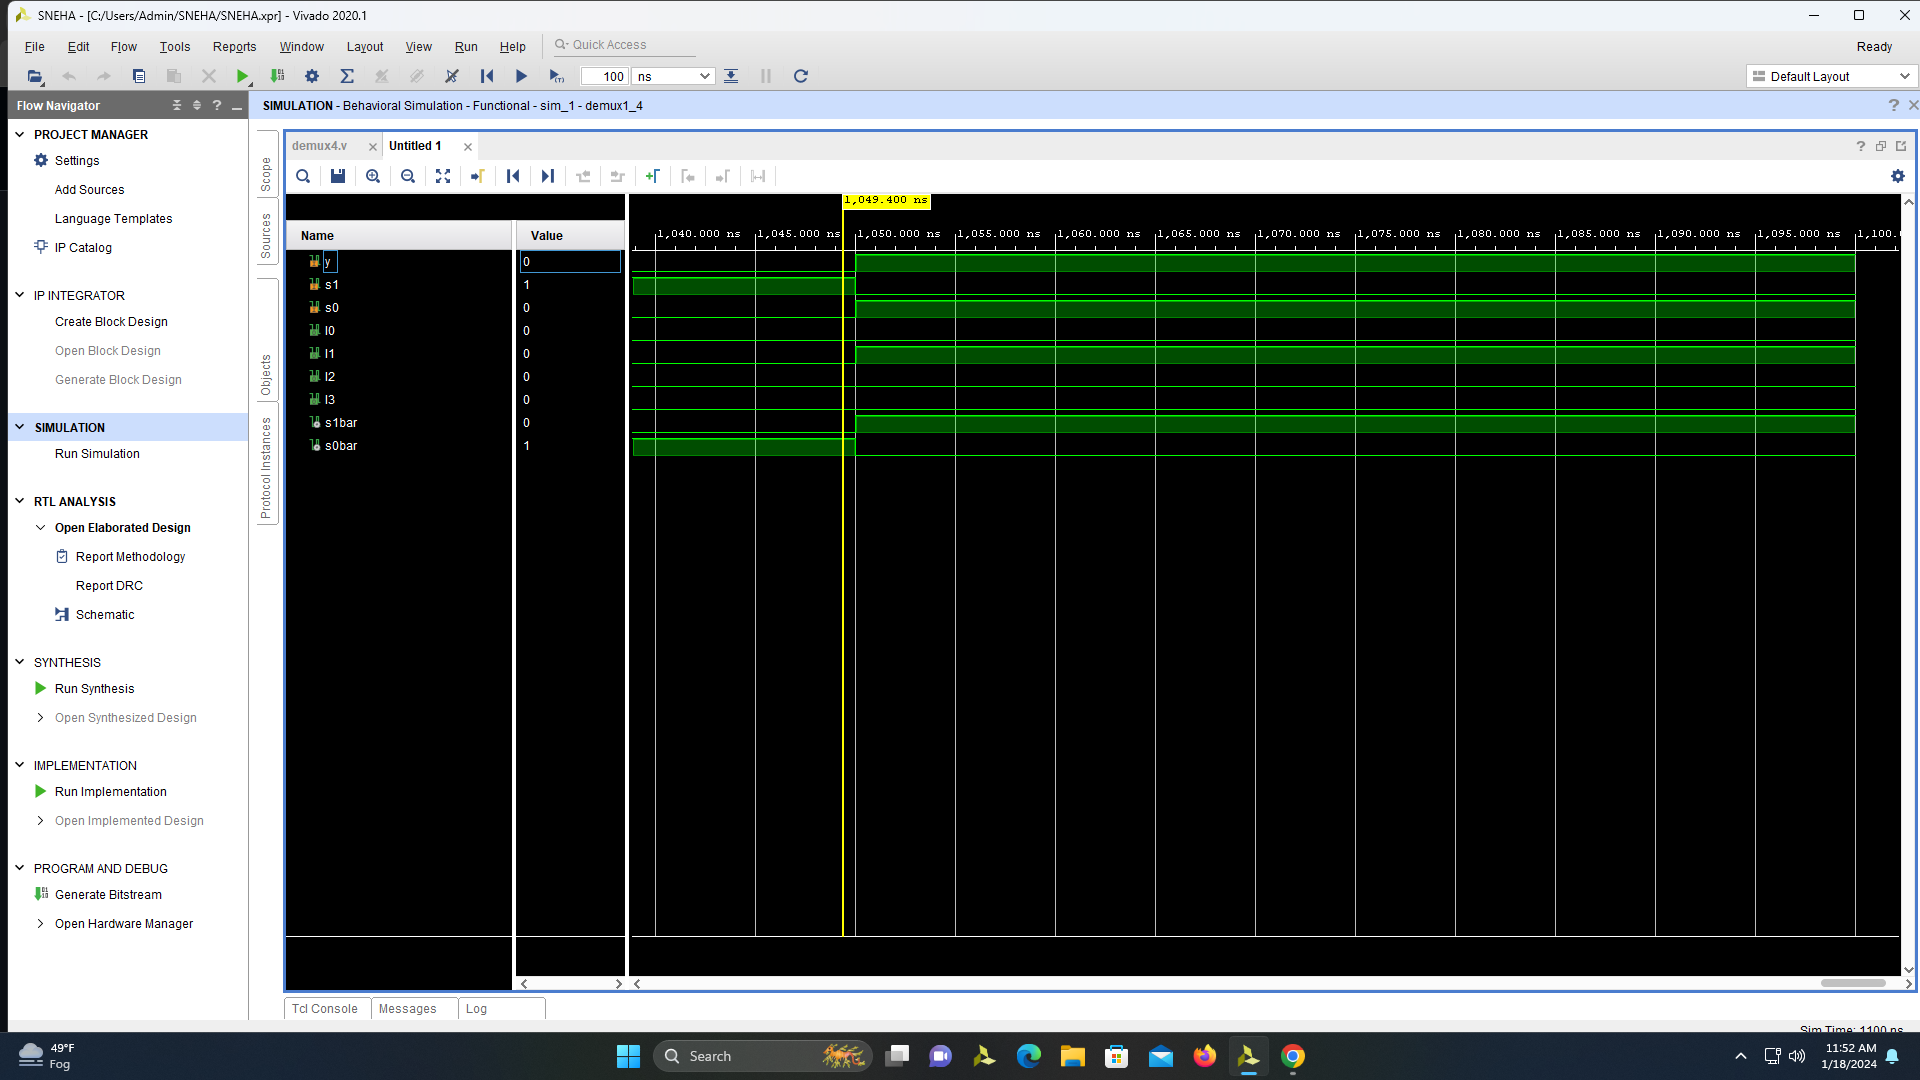 SNEHA - [C:/Users/Admin/SNEHA/SNEHA.xpr] - Vivado 2020.1
File Edit Flow Tools Reports Window Layout View Run Help Quick Access Ready
100 ns Default Layout
Flow Navigator
SIMULATION - Behavioral Simulation - Functional - sim_1 - demux1_4
PROJECT MANAGER
Settings
Add Sources
Language Templates
IP Catalog
IP INTEGRATOR
Create Block Design
Open Block Design
Generate Block Design
SIMULATION
Run Simulation
RTL ANALYSIS
Open Elaborated Design
Report Methodology
Report DRC
Schematic
SYNTHESIS
Run Synthesis
Open Synthesized Design
IMPLEMENTATION
Run Implementation
Open Implemented Design
PROGRAM AND DEBUG
Generate Bitstream
Open Hardware Manager
Scope
Sources
Objects
Protocol Instances
demux4.v Untitled 1
1,049.400 ns
Name Value
1,040.000 ns 1,045.000 ns 1,050.000 ns 1,055.000 ns 1,060.000 ns 1,065.000 ns 1,070.000 ns 1,075.000 ns 1,080.000 ns 1,085.000 ns 1,090.000 ns 1,095.000 ns 1,100.0
y 0
s1 1
s0 0
I0 0
I1 0
I2 0
I3 0
s1bar 0
s0bar 1
Tcl Console Messages Log
Sim Time: 1100 ns
49°F
Fog
Search
11:52 AM
1/18/2024